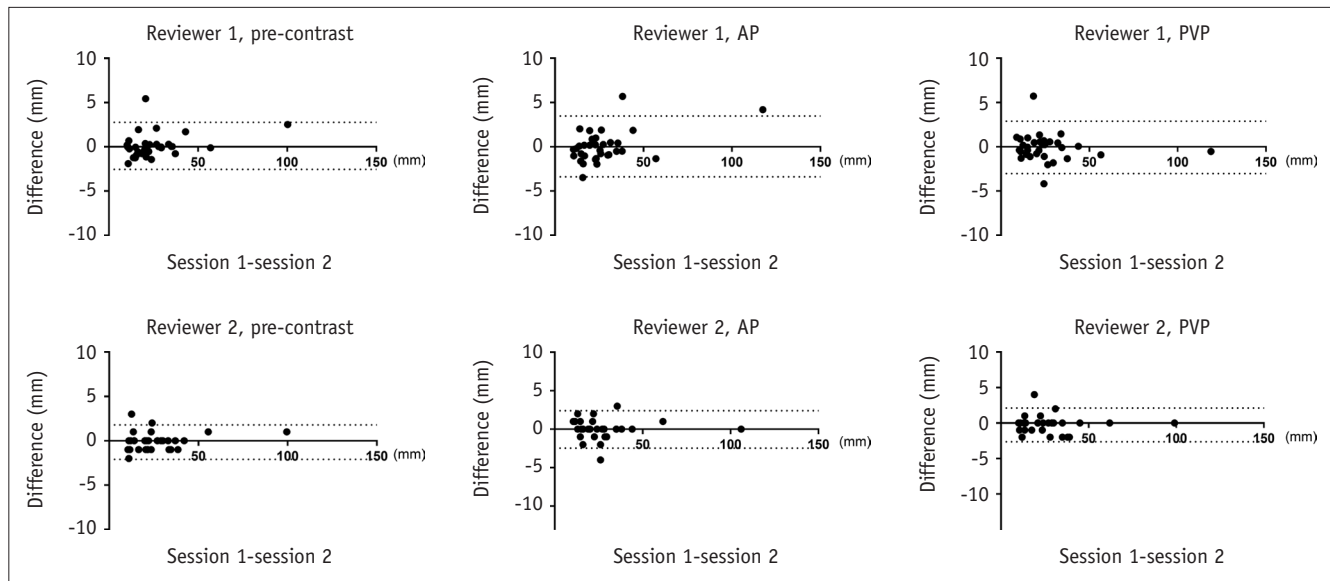 Reviewer 1, pre-contrast
10
5
0
-5
-10
Difference (mm)
50
100
150
(mm)
Session 1-session 2
Reviewer 1, AP
10
5
0
-5
-10
Difference (mm)
50
100
150
(mm)
Session 1-session 2
Reviewer 1, PVP
10
5
0
-5
-10
Difference (mm)
50
100
150
(mm)
Session 1-session 2
Reviewer 2, pre-contrast
10
5
0
-5
-10
Difference (mm)
50
100
150
(mm)
Session 1-session 2
Reviewer 2, AP
10
5
0
-5
-10
Difference (mm)
50
100
150
(mm)
Session 1-session 2
Reviewer 2, PVP
10
5
0
-5
-10
Difference (mm)
50
100
150
(mm)
Session 1-session 2